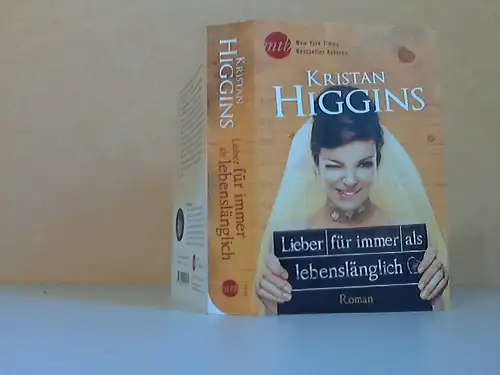 KRISTAN
HIGGINS
Lieber für immer
als lebenslänglich
mtb
mtb
New York Times
Bestseller Autorin
KRISTAN
HIGGINS
Lieber für immer als
lebenslänglich
Roman